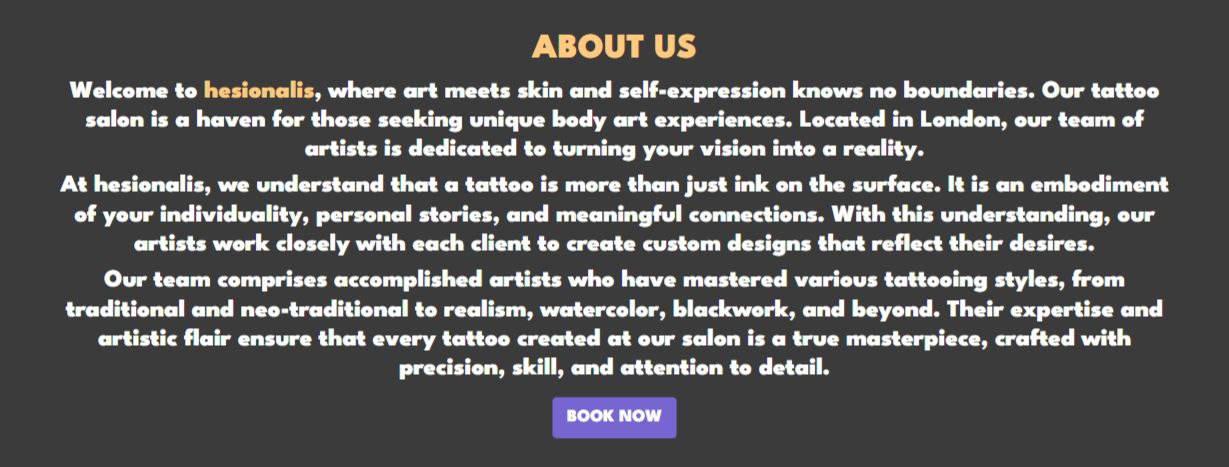 ABOUT US
Welcome to hesionalis, where art meets skin and self-expression knows no boundaries. Our tattoo
salon is a haven for those seeking unique body art experiences. Located in London, our team of
artists is dedicated to turning your vision into a reality.
At hesionalis, we understand that a tattoo is more than just ink on the surface. It is an embodiment
of your individuality, personal stories, and meaningful connections. With this understanding, our
artists work closely with each client to create custom designs that reflect their desires.
Our team comprises accomplished artists who have mastered various tattooing styles, from
traditional and neo-traditional to realism, watercolor, blackwork, and beyond. Their expertise and
artistic flair ensure that every tattoo created at our salon is a true masterpiece, crafted with
precision, skill, and attention to detail.
BOOK NOW